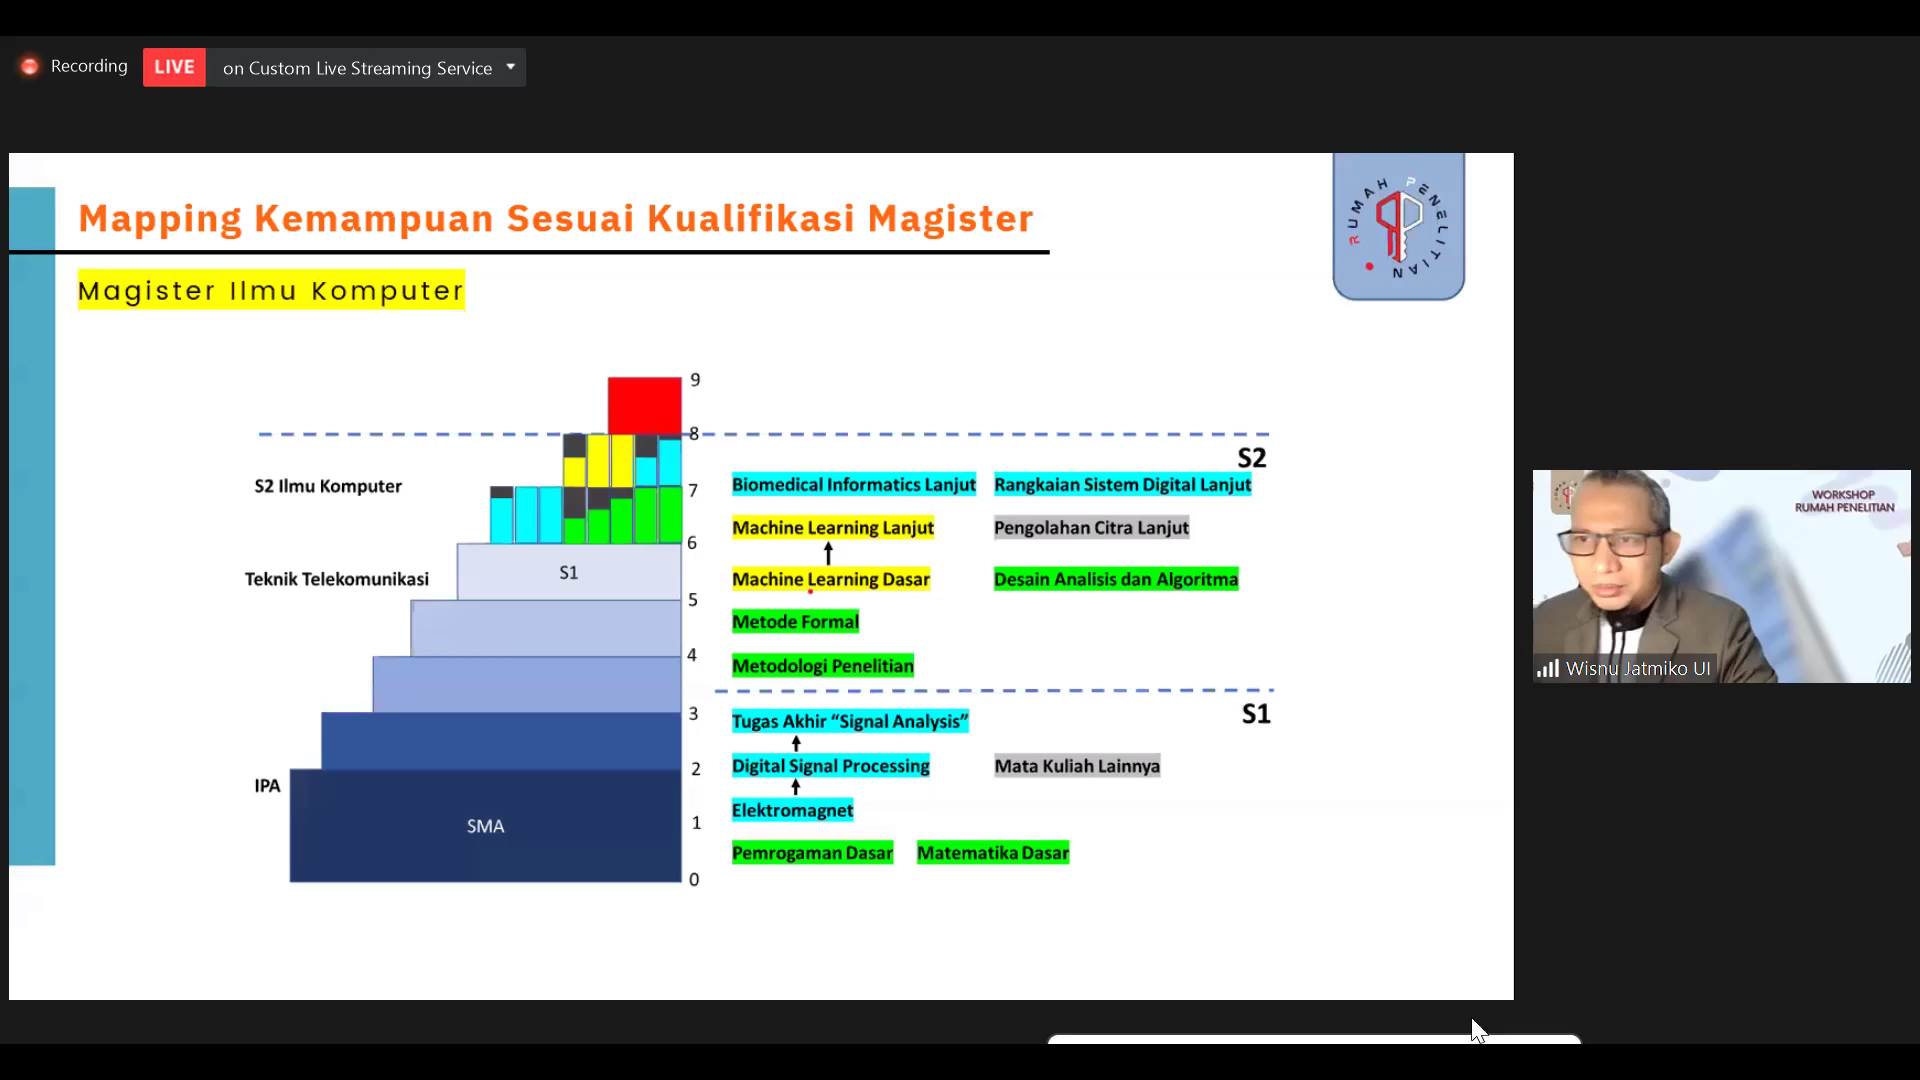 Recording
LIVE on Custom Live Streaming Service
RUMAH PENELITIAN
Mapping Kemampuan Sesuai Kualifikasi Magister
Magister Ilmu Komputer
9
8
S2
S2 Ilmu Komputer
7
Biomedical Informatics Lanjut Rangkaian Sistem Digital Lanjut
Machine Learning Lanjut Pengolahan Citra Lanjut
6
Teknik Telekomunikasi
S1
Machine Learning Dasar Desain Analisis dan Algoritma
5
Metode Formal
4
Metodologi Penelitian
3
S1
Tugas Akhir “Signal Analysis”
2
Digital Signal Processing Mata Kuliah Lainnya
IPA
Elektromagnet
SMA
1
Pemrogaman Dasar Matematika Dasar
0
WORKSHOP
RUMAH PENELITIAN
Wisnu Jatmiko UI